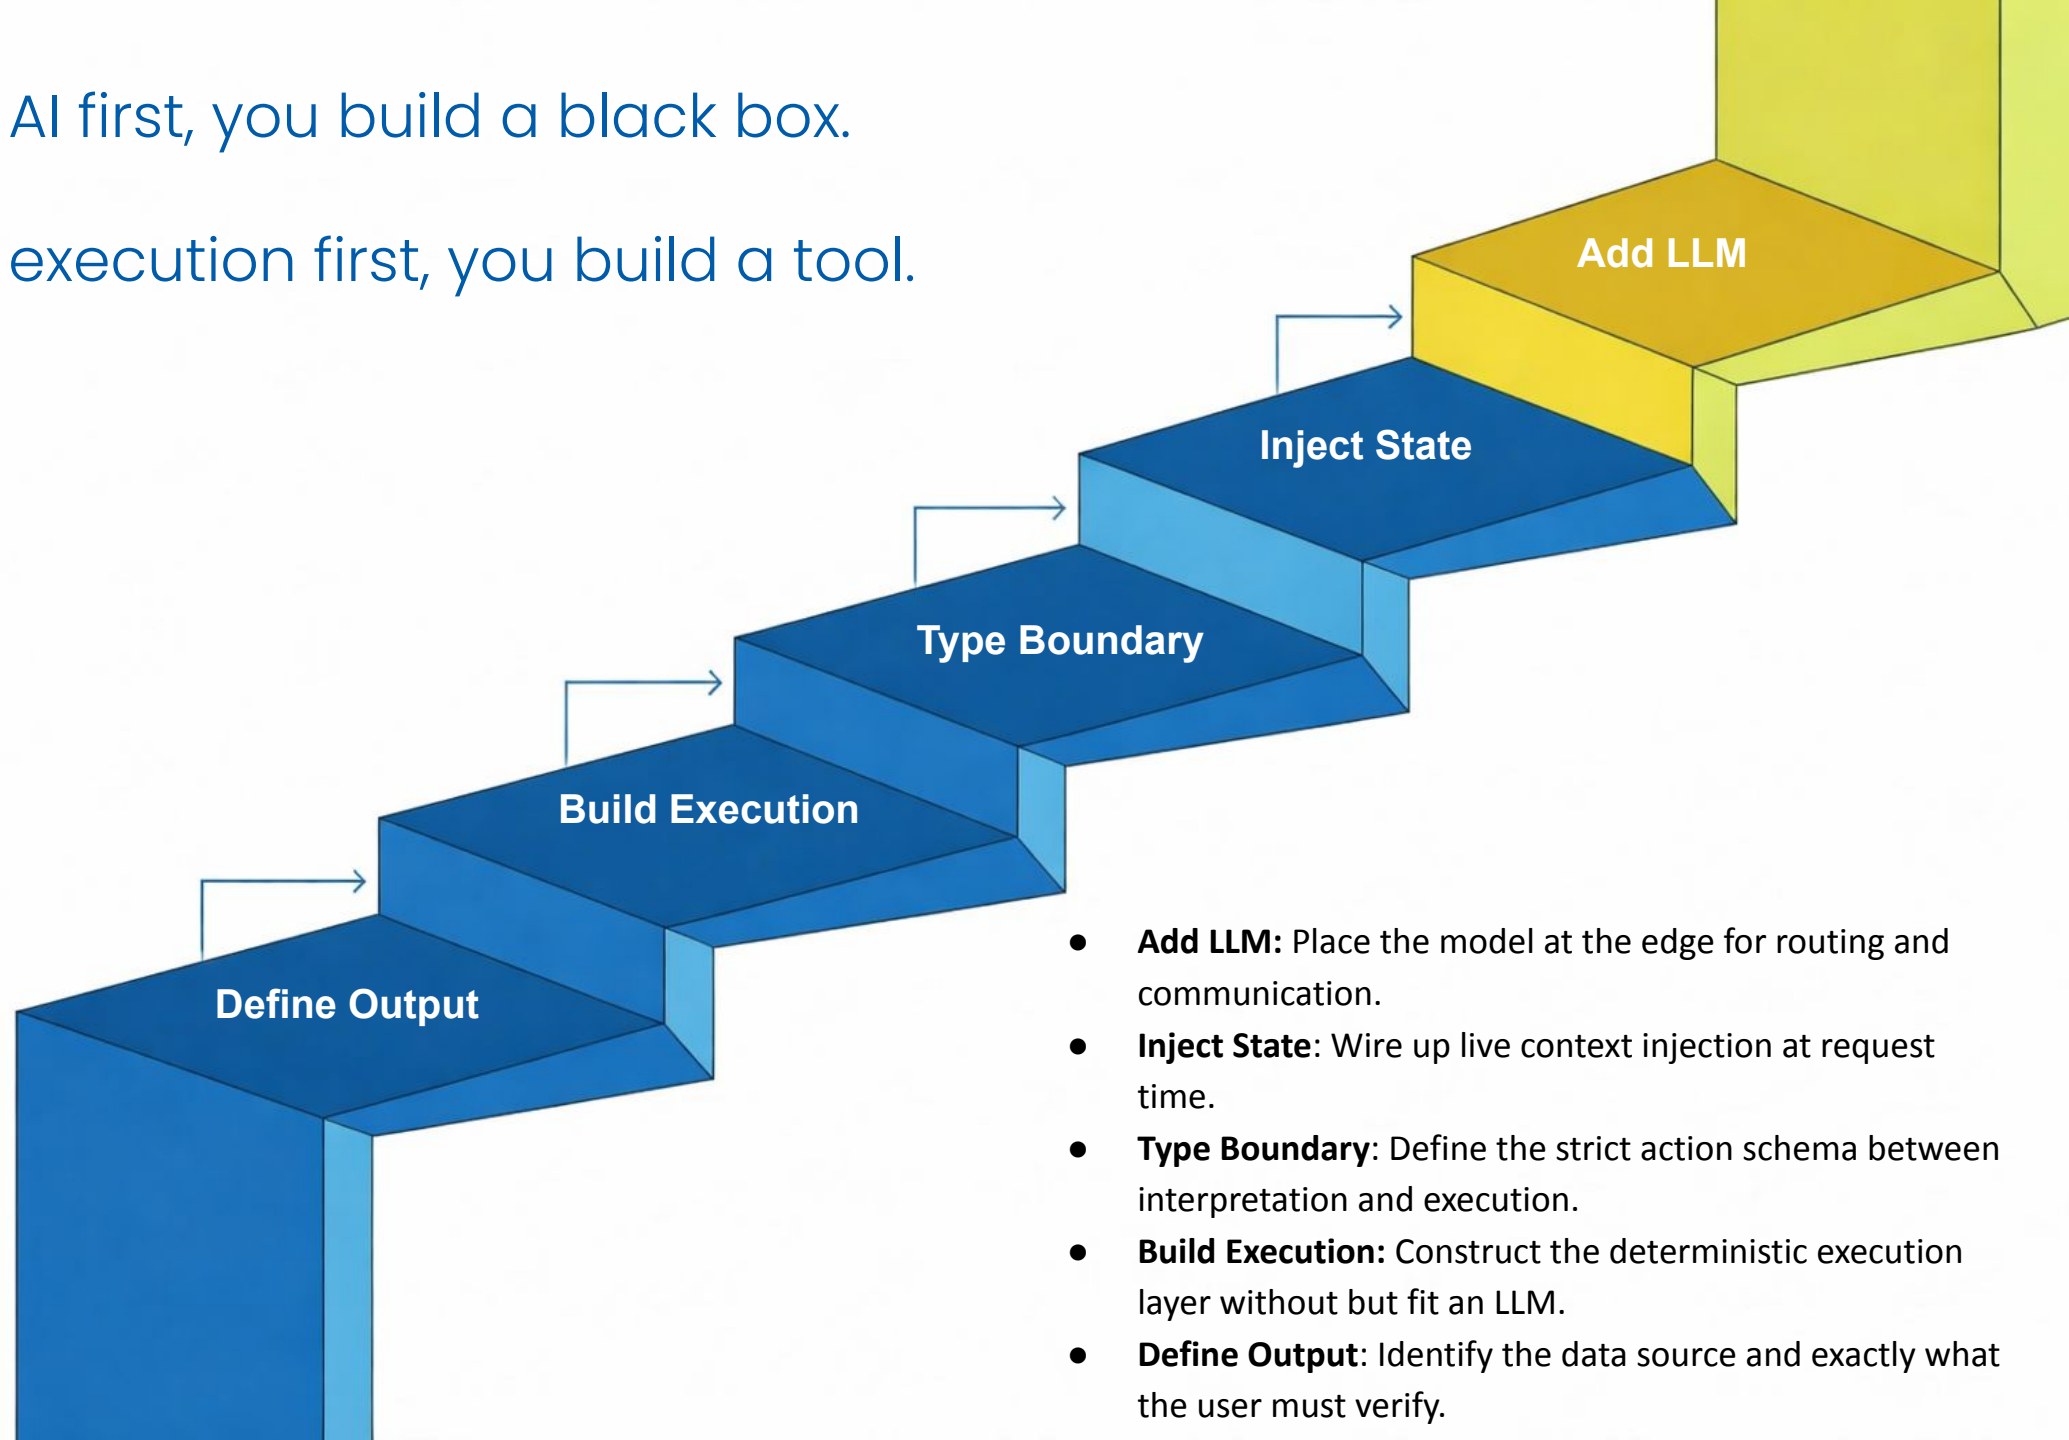 AI first, you build a black box.
execution first, you build a tool.
Add LLM
Inject State
Type Boundary
Build Execution
Define Output
● Add LLM: Place the model at the edge for routing and
communication.
● Inject State: Wire up live context injection at request
time.
● Type Boundary: Define the strict action schema between
interpretation and execution.
● Build Execution: Construct the deterministic execution
layer without but fit an LLM.
● Define Output: Identify the data source and exactly what
the user must verify.